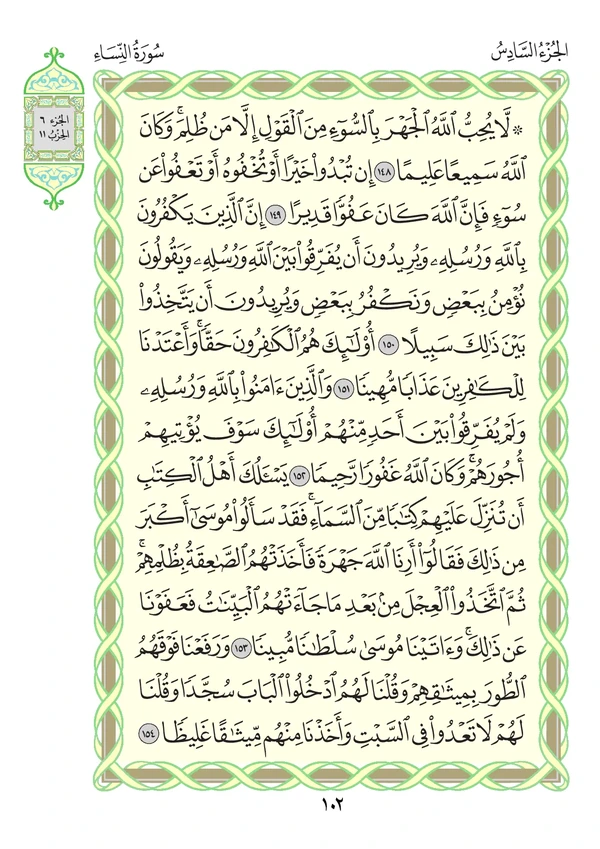 الجُزْءُ السَّادِسُ
سُورَةُ النِّسَاءِ
الجزء ٦
الحزب ١١
۞ لَّا يُحِبُّ ٱللَّهُ ٱلۡجَهۡرَ بِٱلسُّوٓءِ مِنَ ٱلۡقَوۡلِ إِلَّا مَن ظُلِمَۚ وَكَانَ
ٱللَّهُ سَمِيعًا عَلِيمًا ١٤٨ إِن تُبۡدُواْ خَيۡرًا أَوۡ تُخۡفُوهُ أَوۡ تَعۡفُواْ عَن
سُوٓءٖ فَإِنَّ ٱللَّهَ كَانَ عَفُوّٗا قَدِيرًا ١٤٩ إِنَّ ٱلَّذِينَ يَكۡفُرُونَ
بِٱللَّهِ وَرُسُلِهِۦ وَيُرِيدُونَ أَن يُفَرِّقُواْ بَيۡنَ ٱللَّهِ وَرُسُلِهِۦ وَيَقُولُونَ
نُؤۡمِنُ بِبَعۡضٖ وَنَكۡفُرُ بِبَعۡضٖ وَيُرِيدُونَ أَن يَتَّخِذُواْ
بَيۡنَ ذَٰلِكَ سَبِيلًا ١٥٠ أُوْلَٰٓئِكَ هُمُ ٱلۡكَٰفِرُونَ حَقّٗاۚ وَأَعۡتَدۡنَا
لِلۡكَٰفِرِينَ عَذَابٗا مُّهِينٗا ١٥١ وَٱلَّذِينَ ءَامَنُواْ بِٱللَّهِ وَرُسُلِهِۦ
وَلَمۡ يُفَرِّقُواْ بَيۡنَ أَحَدٖ مِّنۡهُمۡ أُوْلَٰٓئِكَ سَوۡفَ يُؤۡتِيهِمۡ
أُجُورَهُمۡۚ وَكَانَ ٱللَّهُ غَفُورٗا رَّحِيمٗا ١٥٢ يَسۡـَٔلُكَ أَهۡلُ ٱلۡكِتَٰبِ
أَن تُنَزِّلَ عَلَيۡهِمۡ كِتَٰبٗا مِّنَ ٱلسَّمَآءِۚ فَقَدۡ سَأَلُواْ مُوسَىٰٓ أَكۡبَرَ
مِن ذَٰلِكَ فَقَالُوٓاْ أَرِنَا ٱللَّهَ جَهۡرَةٗ فَأَخَذَتۡهُمُ ٱلصَّٰعِقَةُ بِظُلۡمِهِمۡۚ
ثُمَّ ٱتَّخَذُواْ ٱلۡعِجۡلَ مِنۢ بَعۡدِ مَا جَآءَتۡهُمُ ٱلۡبَيِّنَٰتُ فَعَفَوۡنَا
عَن ذَٰلِكَۚ وَءَاتَيۡنَا مُوسَىٰ سُلۡطَٰنٗا مُّبِينٗا ١٥٣ وَرَفَعۡنَا فَوۡقَهُمُ
ٱلطُّورَ بِمِيثَٰقِهِمۡ وَقُلۡنَا لَهُمُ ٱدۡخُلُواْ ٱلۡبَابَ سُجَّدٗا وَقُلۡنَا
لَهُمۡ لَا تَعۡدُواْ فِي ٱلسَّبۡتِ وَأَخَذۡنَا مِنۡهُم مِّيثَٰقًا غَلِيظٗا ١٥٤
١٠٢